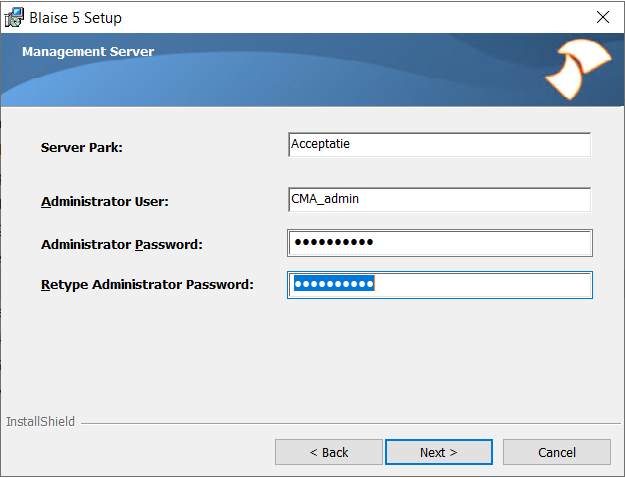 Blaise 5 Setup
Management Server
Server Park:
Acceptatie
Administrator User:
CMA_admin
Administrator Password:
●●●●●●●●●●
Retype Administrator Password:
●●●●●●●●●●
InstallShield
< Back
Next >
Cancel